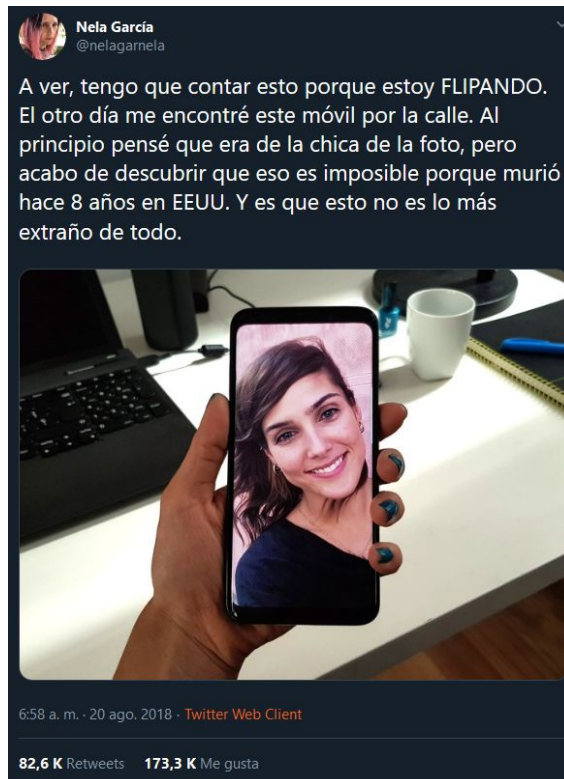 Nela García
@nelagarnela
A ver, tengo que contar esto porque estoy FLIPANDO.
El otro día me encontré este móvil por la calle. Al
principio pensé que era de la chica de la foto, pero
acabo de descubrir que eso es imposible porque murió
hace 8 años en EEUU. Y es que esto no es lo más
extraño de todo.
6:58 a. m. · 20 ago. 2018 · Twitter Web Client
82,6 K Retweets 173,3 K Me gusta